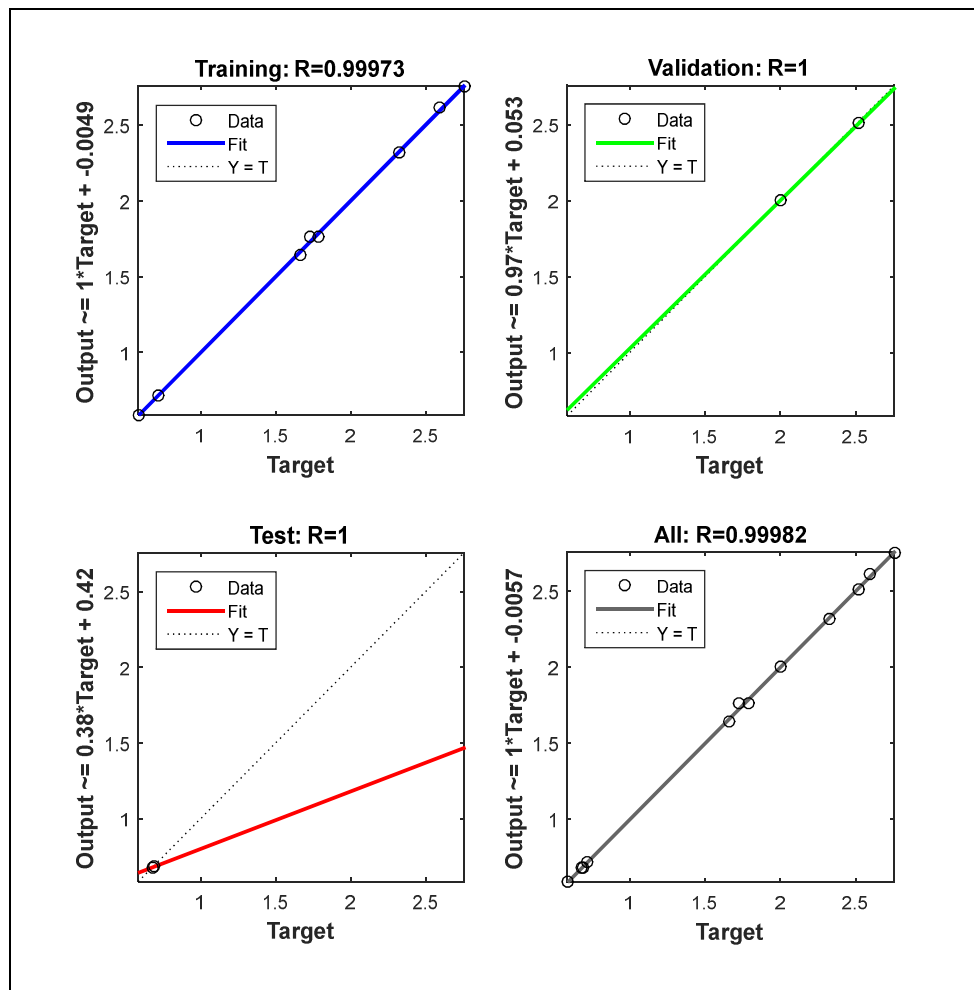 Training: R=0.99973
Output ~= 1*Target + -0.0049
Data
Fit
Y = T
2.5
2
1.5
1
1
1.5
2
2.5
Target
Validation: R=1
Output ~= 0.97*Target + 0.053
Data
Fit
Y = T
2.5
2
1.5
1
1
1.5
2
2.5
Target
Test: R=1
Output ~= 0.38*Target + 0.42
Data
Fit
Y = T
2.5
2
1.5
1
1
1.5
2
2.5
Target
All: R=0.99982
Output ~= 1*Target + -0.0057
Data
Fit
Y = T
2.5
2
1.5
1
1
1.5
2
2.5
Target